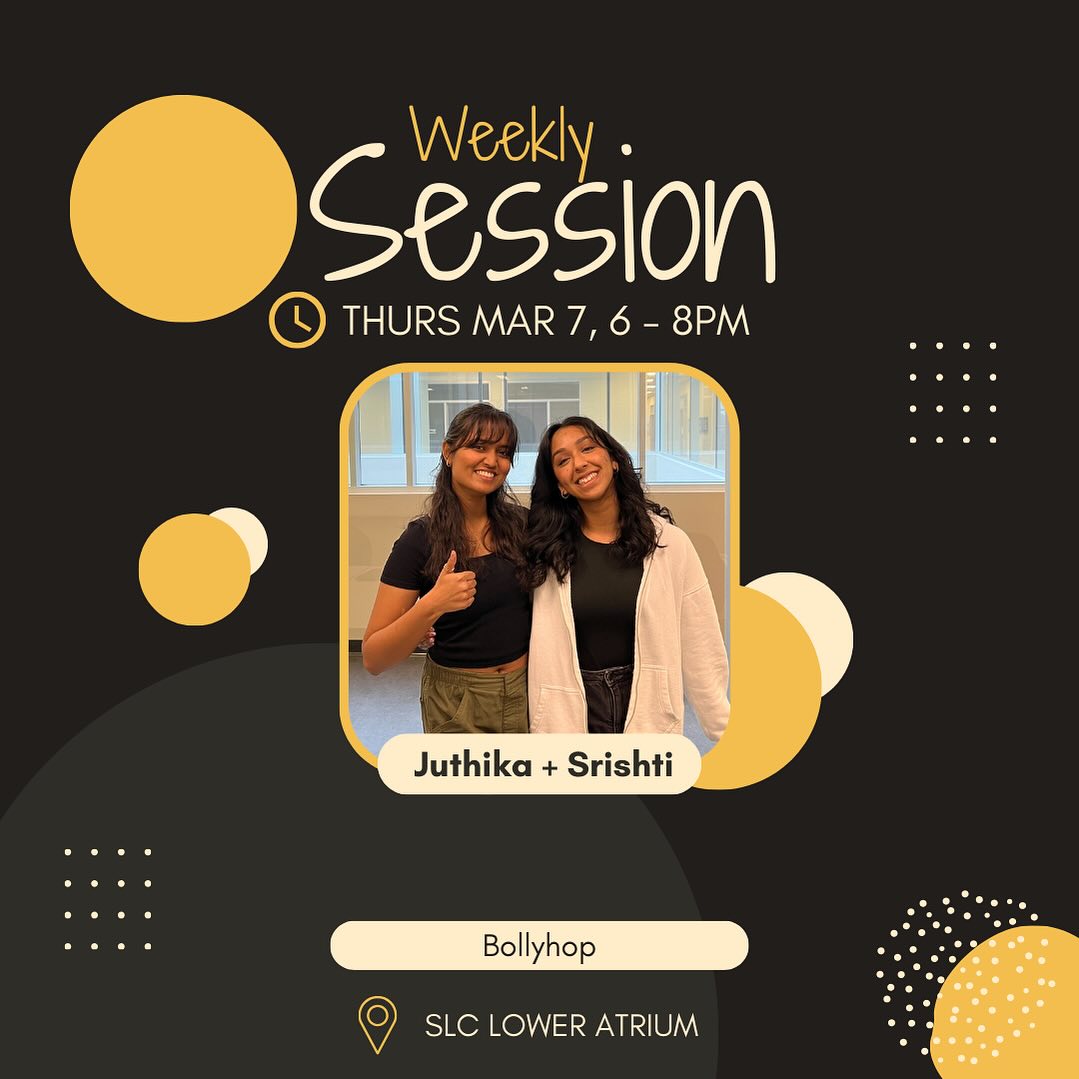 Weekly
Session
THURS MAR 7, 6 - 8PM
Juthika + Srishti
Bollyhop
SLC LOWER ATRIUM